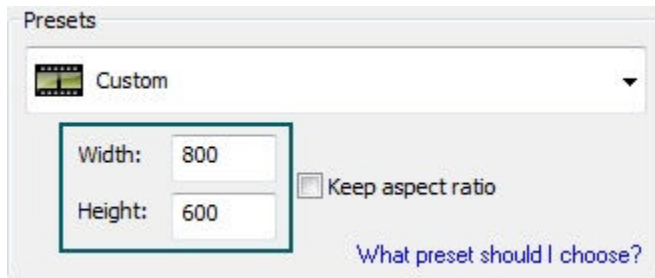 Presets
Custom
Width: 800
Keep aspect ratio
Height: 600
What preset should I choose?